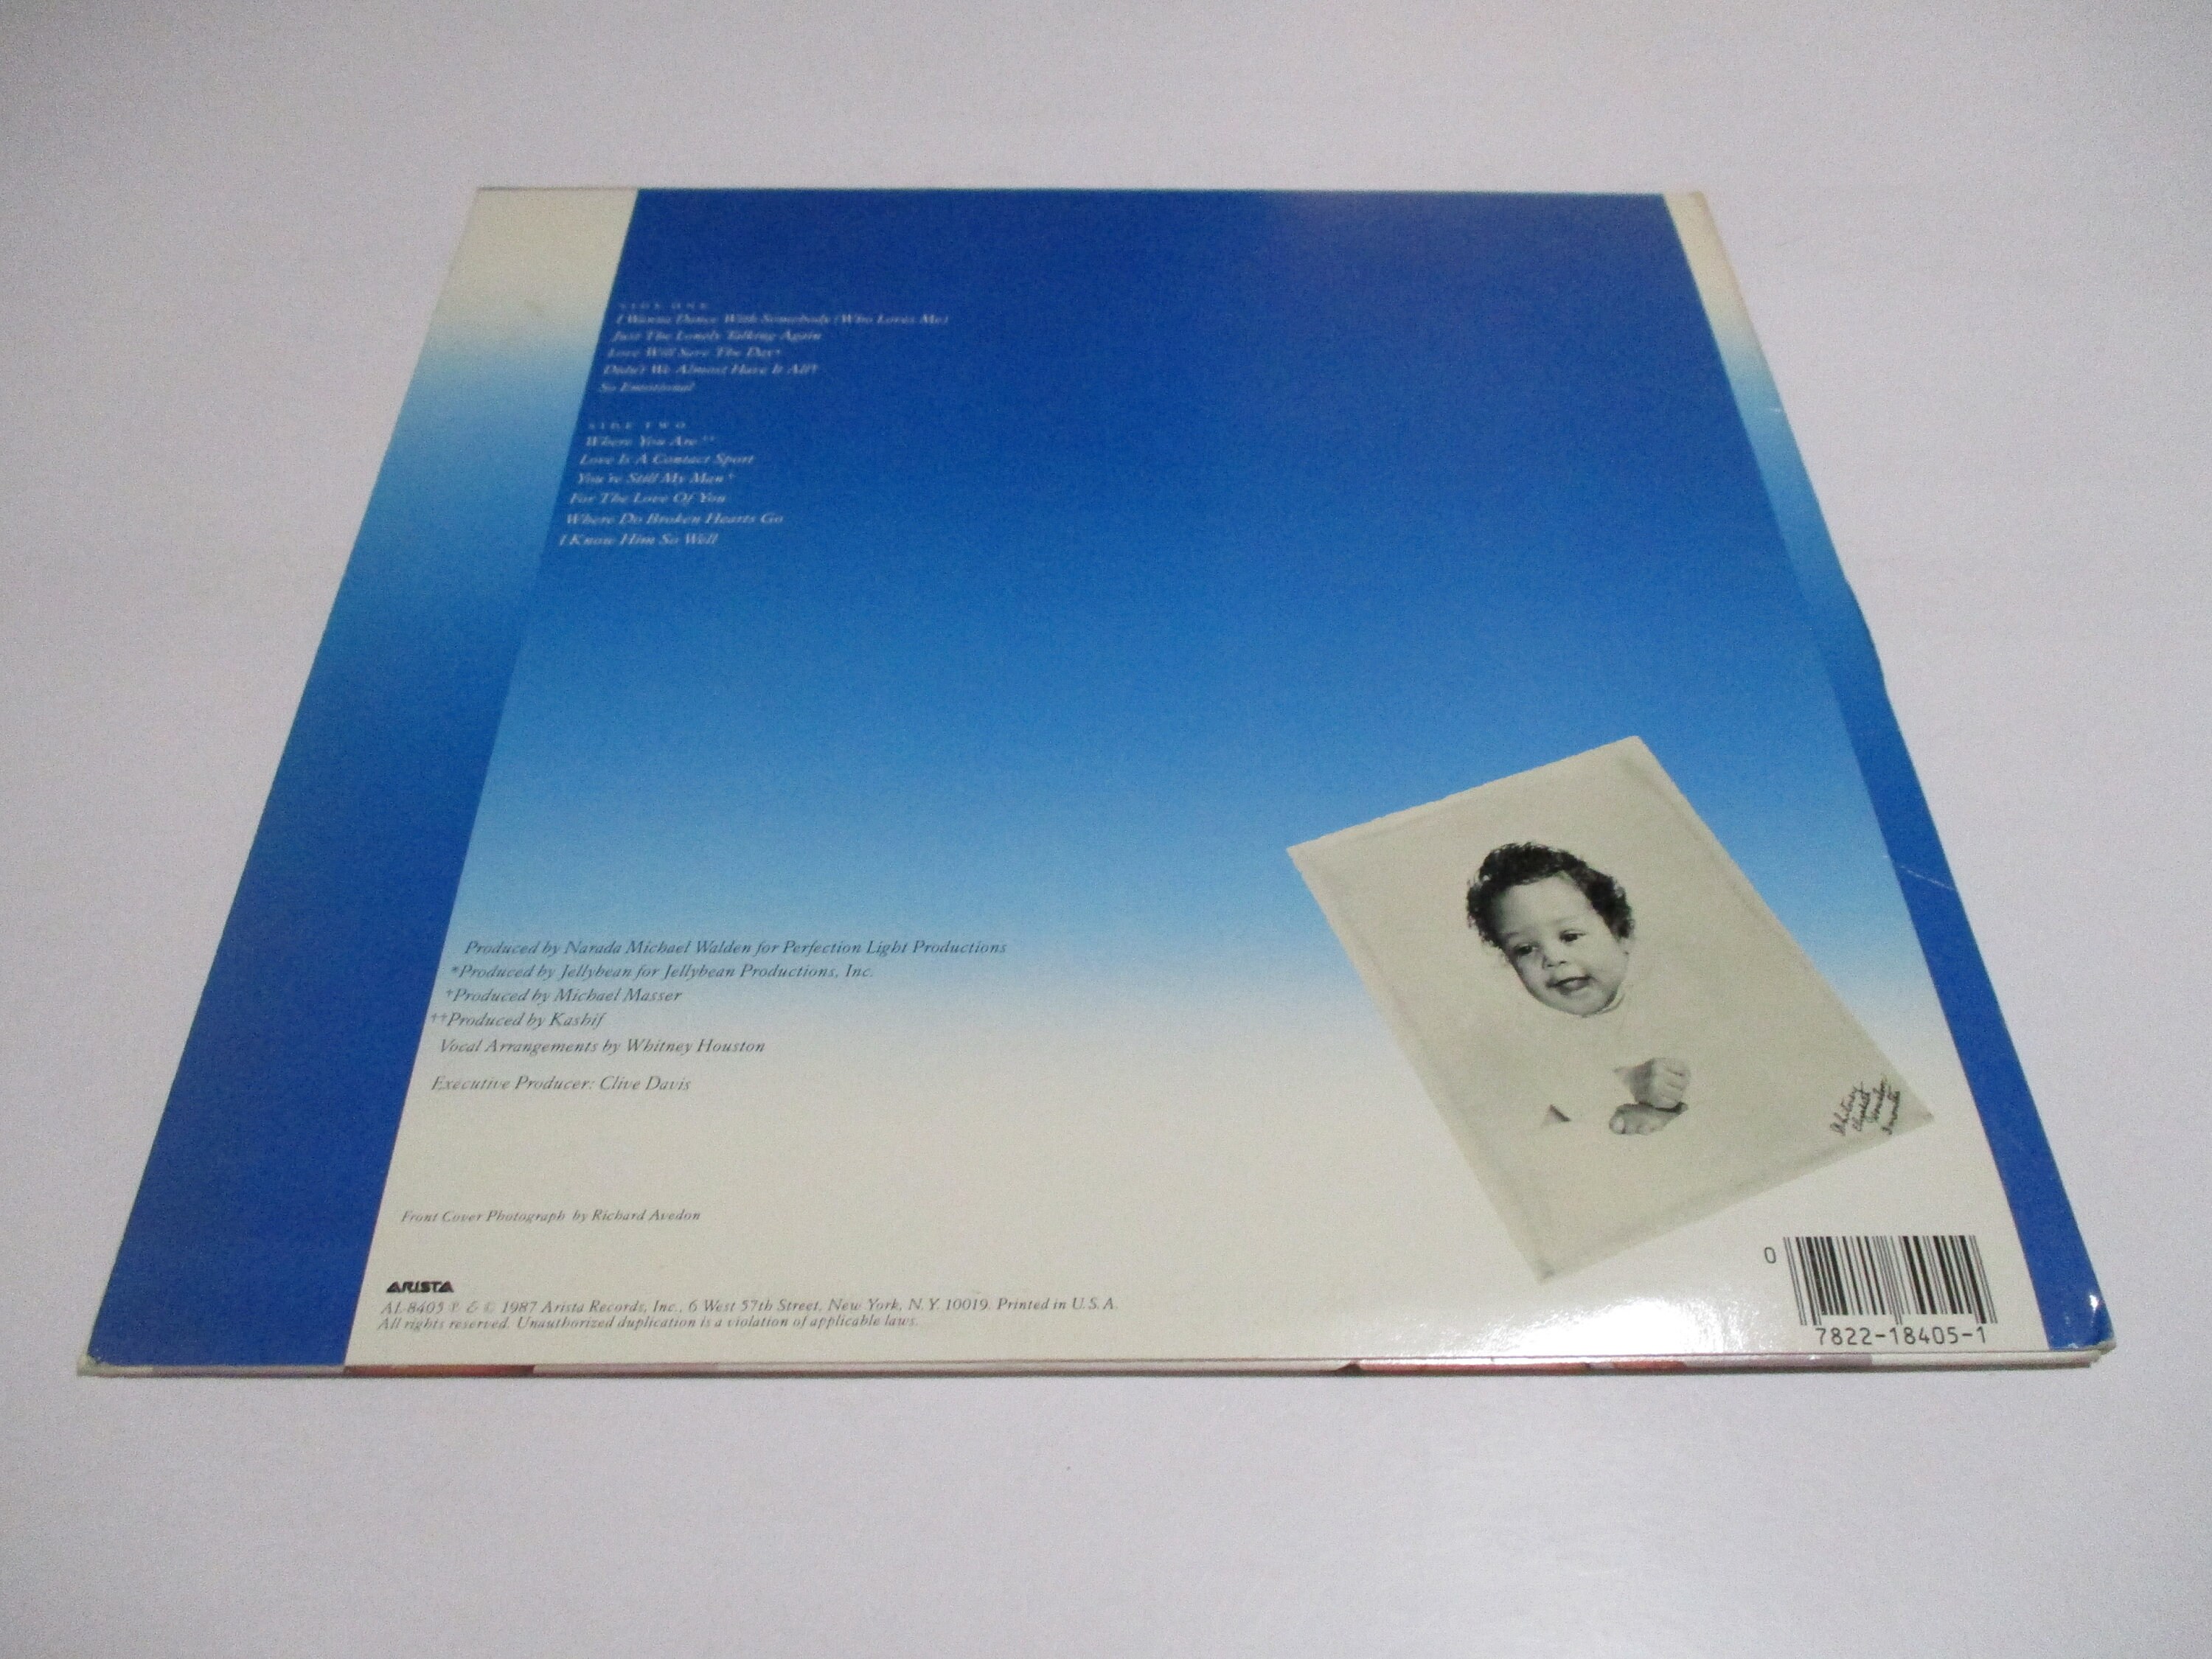 SIDE ONE
I Wanna Dance With Somebody (Who Loves Me)
Just The Lonely Talking Again
Love Will Save The Day*
Didn't We Almost Have It All†
So Emotional
SIDE TWO
Where You Are ††
Love Is A Contact Sport
You're Still My Man †
For The Love Of You
Where Do Broken Hearts Go
I Know Him So Well
Produced by Narada Michael Walden for Perfection Light Productions
*Produced by Jellybean for Jellybean Productions, Inc.
†Produced by Michael Masser
††Produced by Kashif
Vocal Arrangements by Whitney Houston
Executive Producer: Clive Davis
Whitney
Elizabeth
Houston
months
Front Cover Photograph by Richard Avedon
ARISTA
AL 8405 ℗ & © 1987 Arista Records, Inc., 6 West 57th Street, New York, N.Y. 10019. Printed in U.S.A.
All rights reserved. Unauthorized duplication is a violation of applicable laws.
0
7822-18405-1